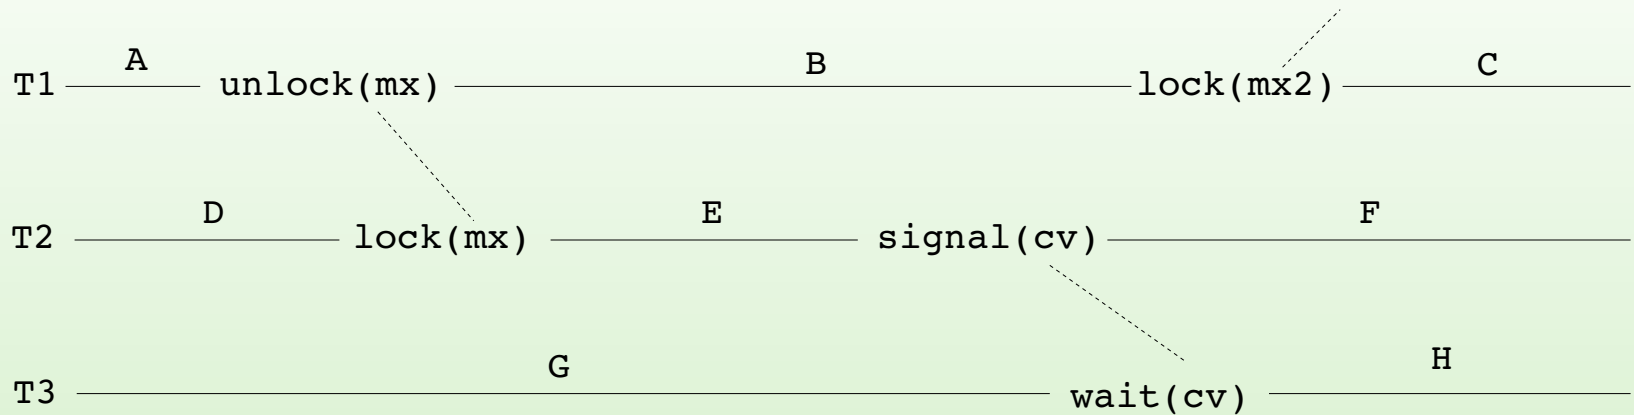 A B C
T1 unlock(mx) lock(mx2)
D E F
T2 lock(mx) signal(cv)
G H
T3 wait(cv)